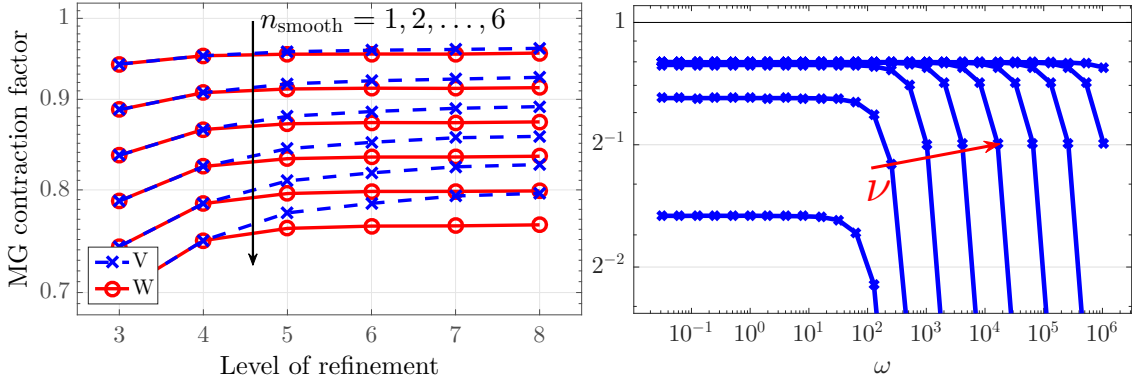 MG contraction factor
1
0.9
0.8
0.7
n_smooth = 1, 2, ..., 6
V
W
3 4 5 6 7 8
Level of refinement
1
2^-1
2^-2
ν
10^-1 10^0 10^1 10^2 10^3 10^4 10^5 10^6
ω